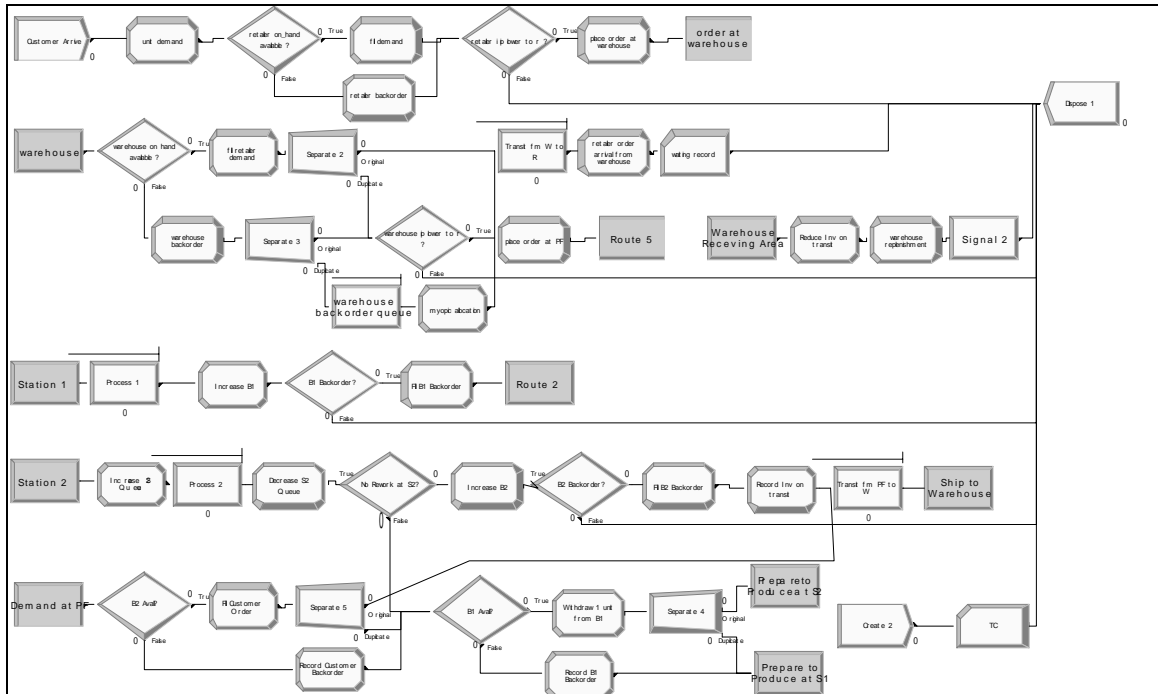 Customer Arrive
0
unit demand
retailer on_hand
available ?
0 True
0 False
fill demand
retailer backorder
retailer ip lower to r ?
0 True
0 False
place order at
warehouse
order at
warehouse
Dispose 1
0
warehouse
warehouse on hand
available ?
0 True
0 False
fill retailer
demand
Separate 2
0
Original
0 Duplicate
Transit fm W to
R
0
retailer order
arrival from
warehouse
waiting record
warehouse
backorder
Separate 3
0
Original
0 Duplicate
warehouse ip lower to r
?
0 True
0 False
place order at PF
Route 5
Warehouse
Receving Area
Reduce Inv on
transit
warehouse
replenishment
Signal 2
warehouse
backorder queue
myopic allocation
Station 1
Process 1
0
Increase B1
B1 Backorder?
0 True
0 False
Fill B1 Backorder
Route 2
Station 2
Increase S2
Queue
Process 2
0
Decrease S2
Queue
No Rework at S2?
True
0
0 False
Increase B2
B2 Backorder?
True
0
0 False
Fill B2 Backorder
Record Inv on
transit
Transit fm PF to
W
0
Ship to
Warehouse
Demand at PF
B2 Avail?
0 True
0 False
Fill Customer
Order
Separate 5
0
Original
0 Duplicate
Record Customer
Backorder
B1 Avail?
0 True
0 False
Withdraw 1 unit
from B1
Separate 4
0
Original
0 Duplicate
Record B1
Backorder
Prepare to
Produce at S2
Prepare to
Produce at S1
Create 2
0
TC